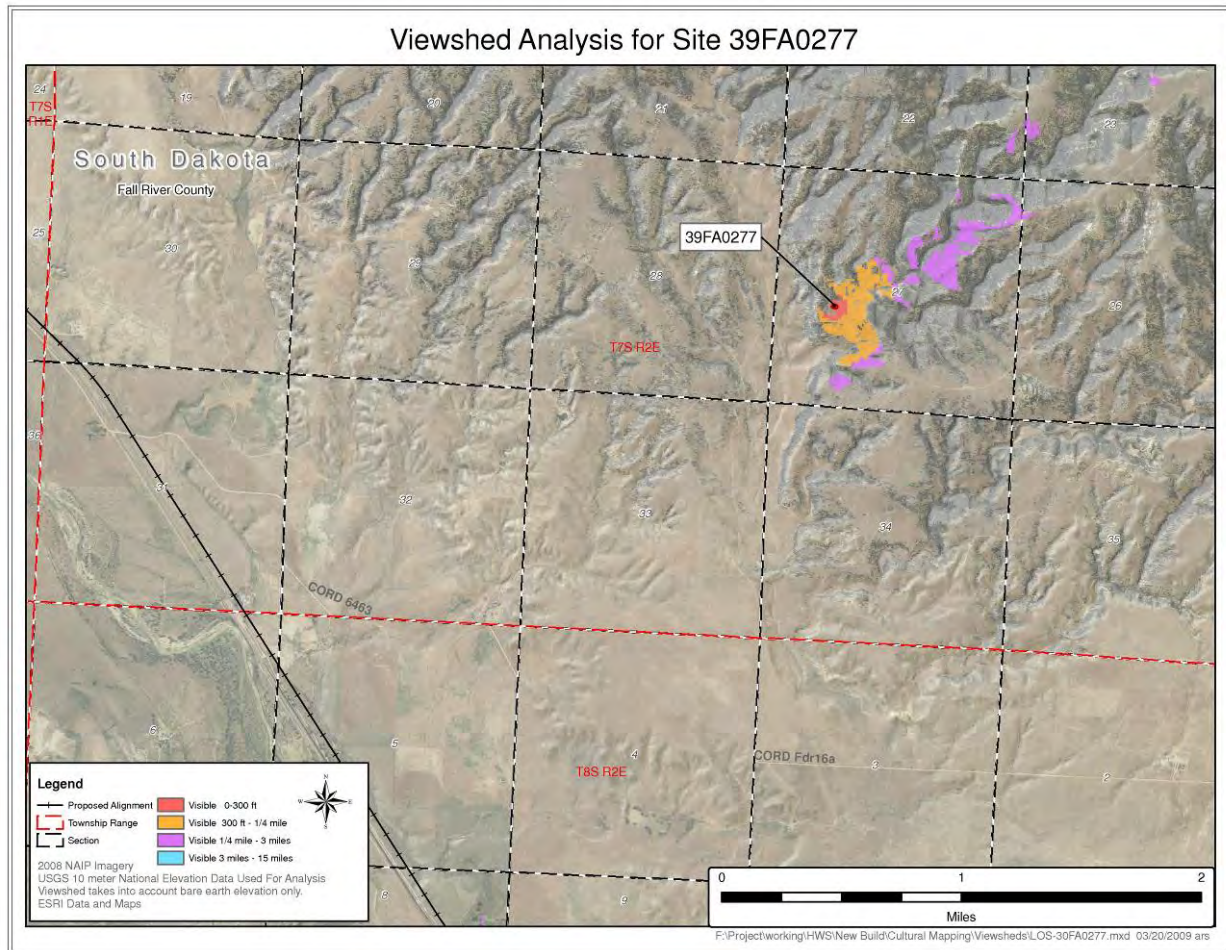 Viewshed Analysis for Site 39FA0277
24
19
20
21
22
23
T7S
R1E
South Dakota
Fall River County
25
30
29
28
27
26
39FA0277
T7S R2E
36
31
32
33
34
35
CORD 6463
6
5
4
3
2
CORD Fdr16a
T8S R2E
8
9
Legend
Proposed Alignment
Township Range
Section
Visible 0-300 ft
Visible 300 ft - 1/4 mile
Visible 1/4 mile - 3 miles
Visible 3 miles - 15 miles
N
W E
S
2008 NAIP Imagery
USGS 10 meter National Elevation Data Used For Analysis
Viewshed takes into account bare earth elevation only.
ESRI Data and Maps
0 1 2
Miles
F:\Project\working\HWS\New Build\Cultural Mapping\Viewsheds\LOS-30FA0277.mxd 03/20/2009 ars